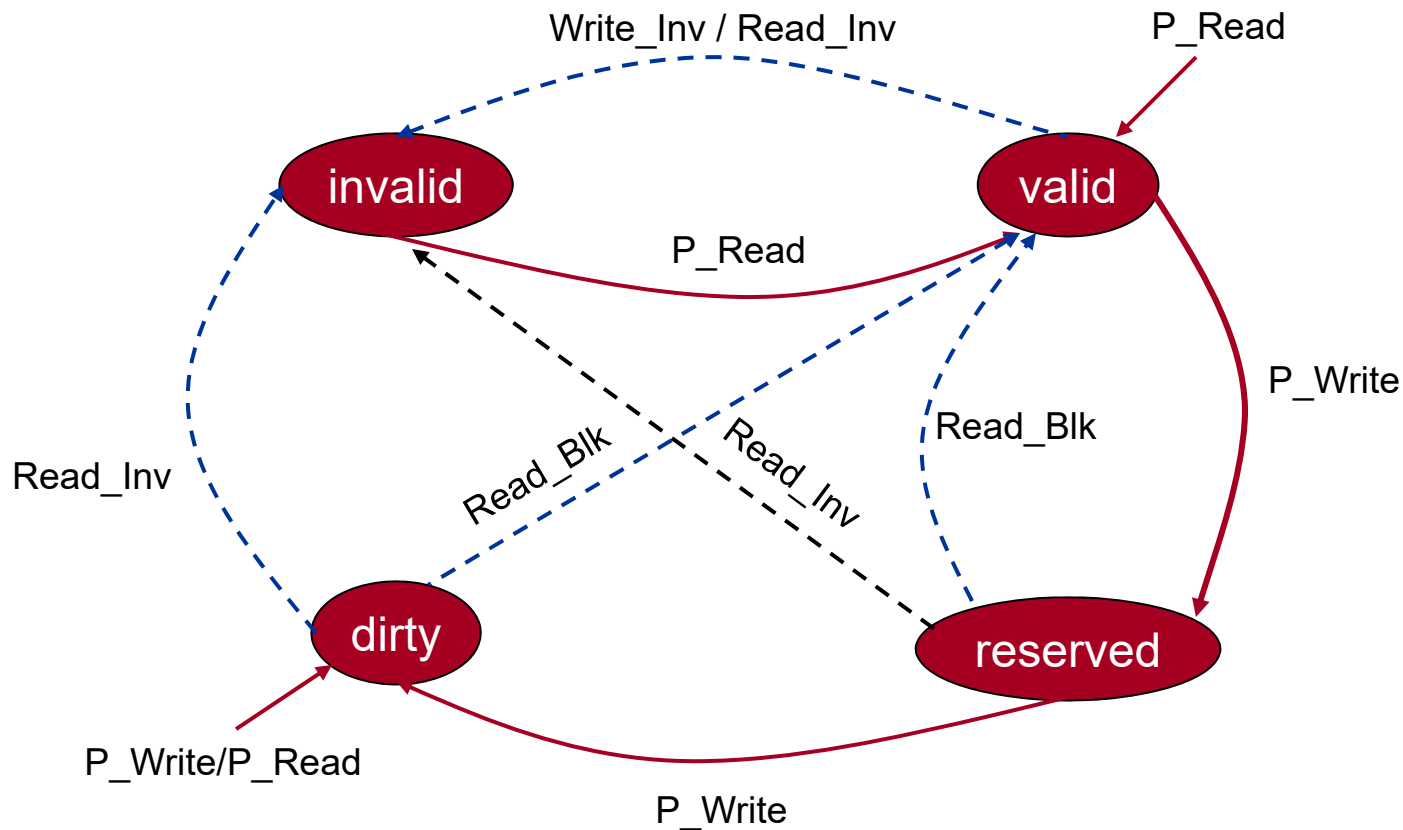 Write_Inv / Read_Inv
P_Read
invalid
valid
P_Read
P_Write
Read_Blk
Read_Inv
Read_Blk
Read_Inv
dirty
reserved
P_Write/P_Read
P_Write